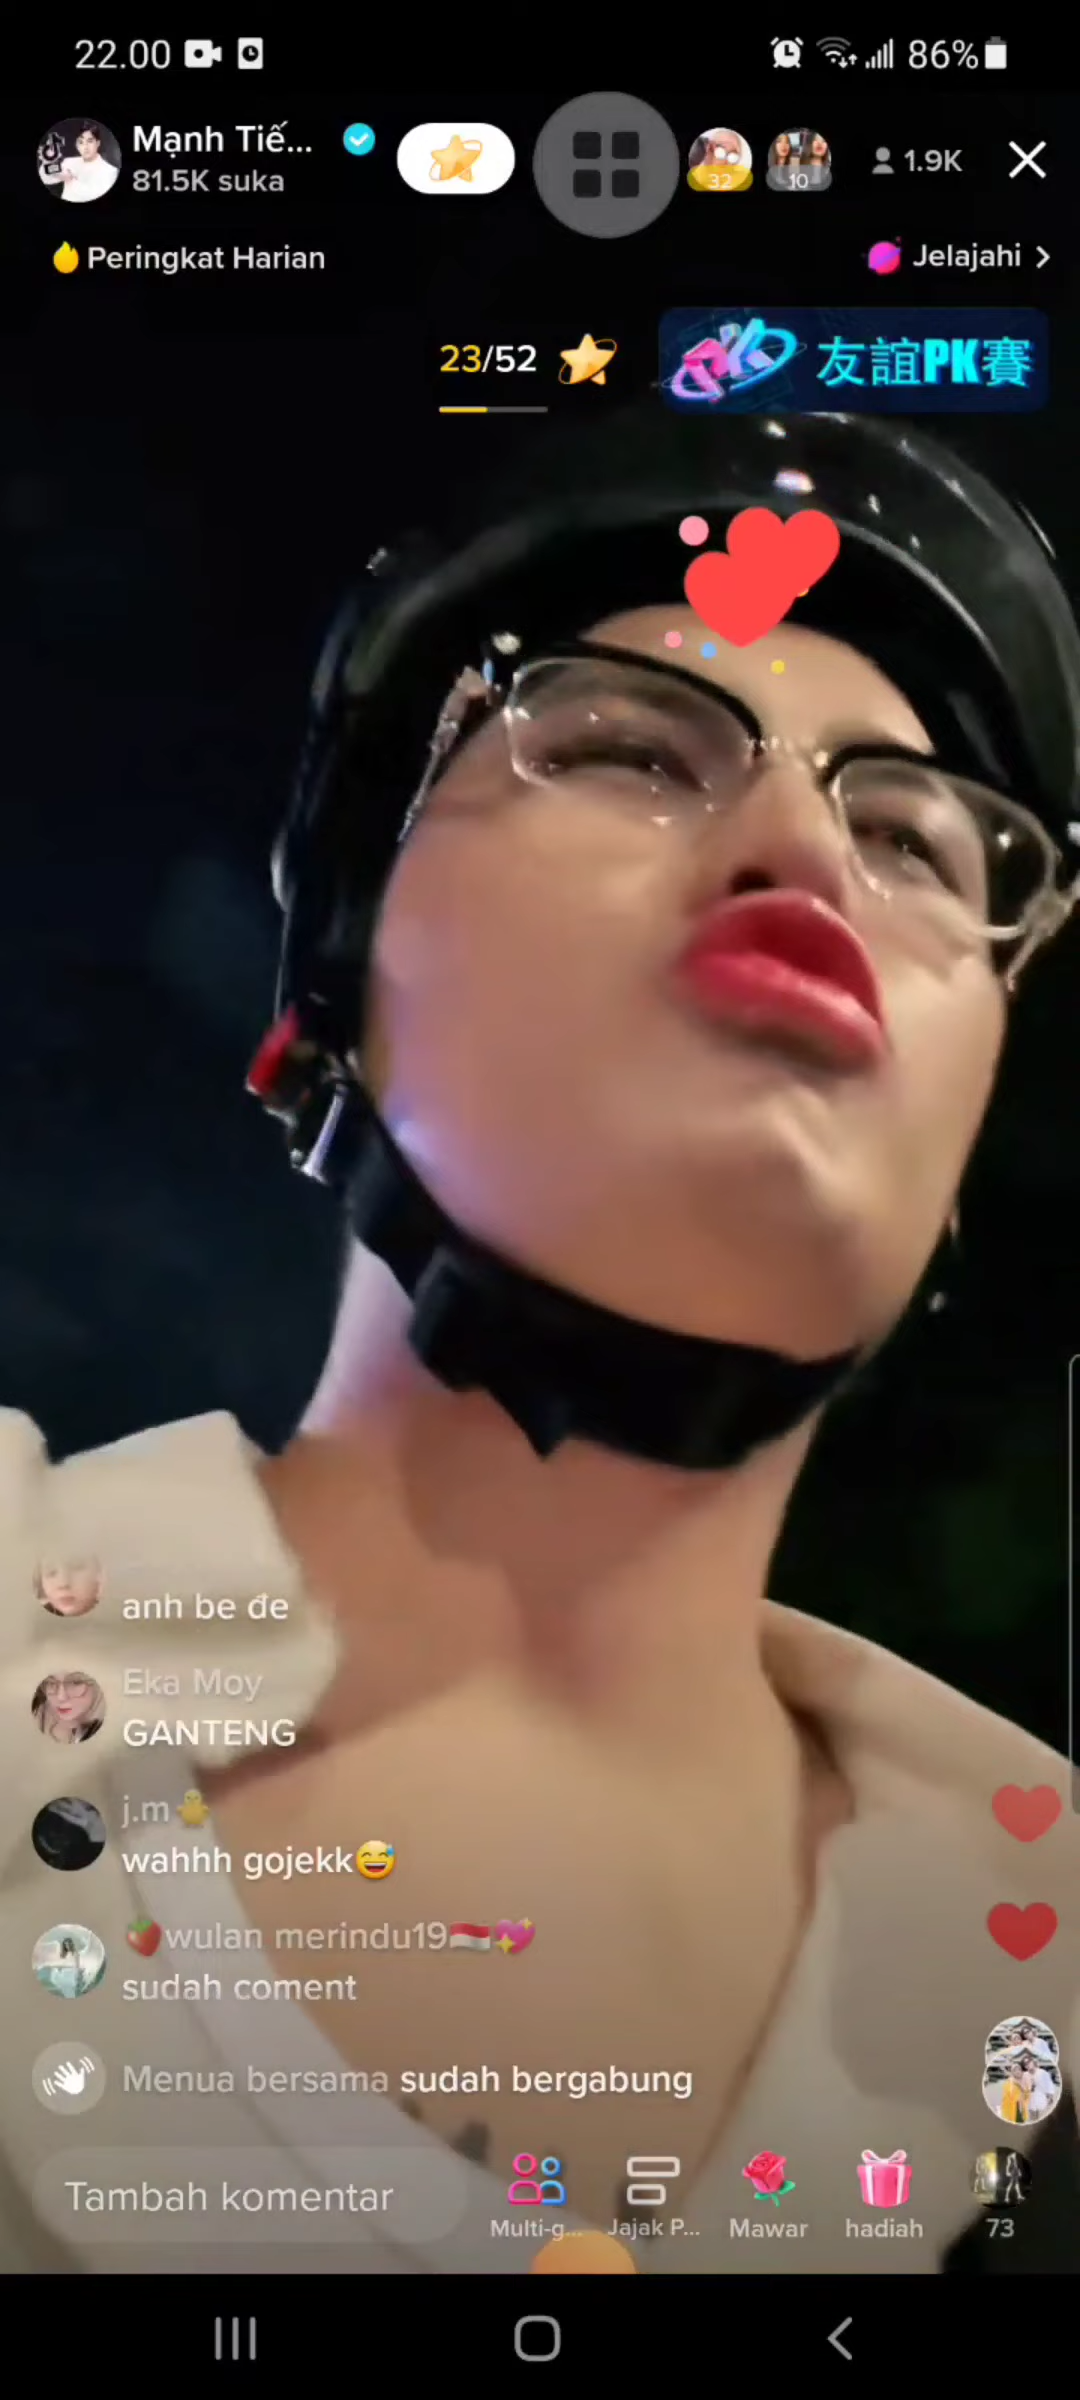 22.00
86%
Mạnh Tiế...
81.5K suka
32
10
1.9K
Peringkat Harian
Jelajahi >
23/52
友誼PK賽
anh be đe
Eka Moy
GANTENG
j.m🐥
wahhh gojekk😅
🍓wulan merindu19🇮🇩💖
sudah coment
Menua bersama sudah bergabung
Tambah komentar
Multi-g...
Jajak P...
Mawar
hadiah
73